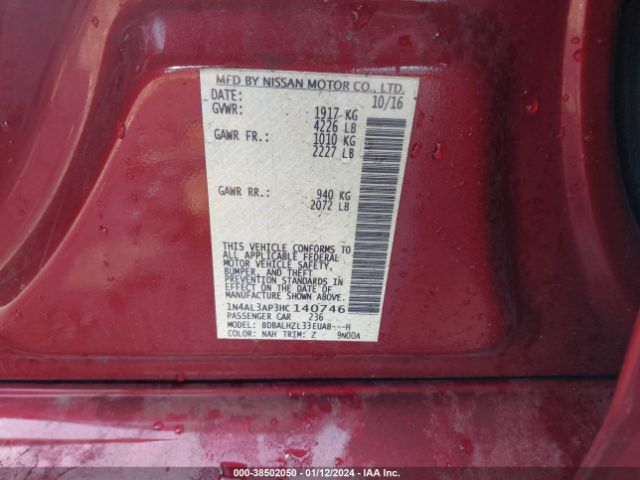 MFD BY NISSAN MOTOR CO., LTD.
DATE: 10/16
GVWR: 1917 KG
4226 LB
GAWR FR.: 1010 KG
2227 LB
GAWR RR.: 940 KG
2072 LB
THIS VEHICLE CONFORMS TO
ALL APPLICABLE FEDERAL
MOTOR VEHICLE SAFETY,
BUMPER, AND THEFT
PREVENTION STANDARDS IN
EFFECT ON THE DATE OF
MANUFACTURE SHOWN ABOVE.
1N4AL3AP3HC140746
PASSENGER CAR 236
MODEL: BDBALHZL33EUAB---H
COLOR: NAH TRIM: Z 9N00A
000-38502050 - 01/12/2024 - IAA Inc.